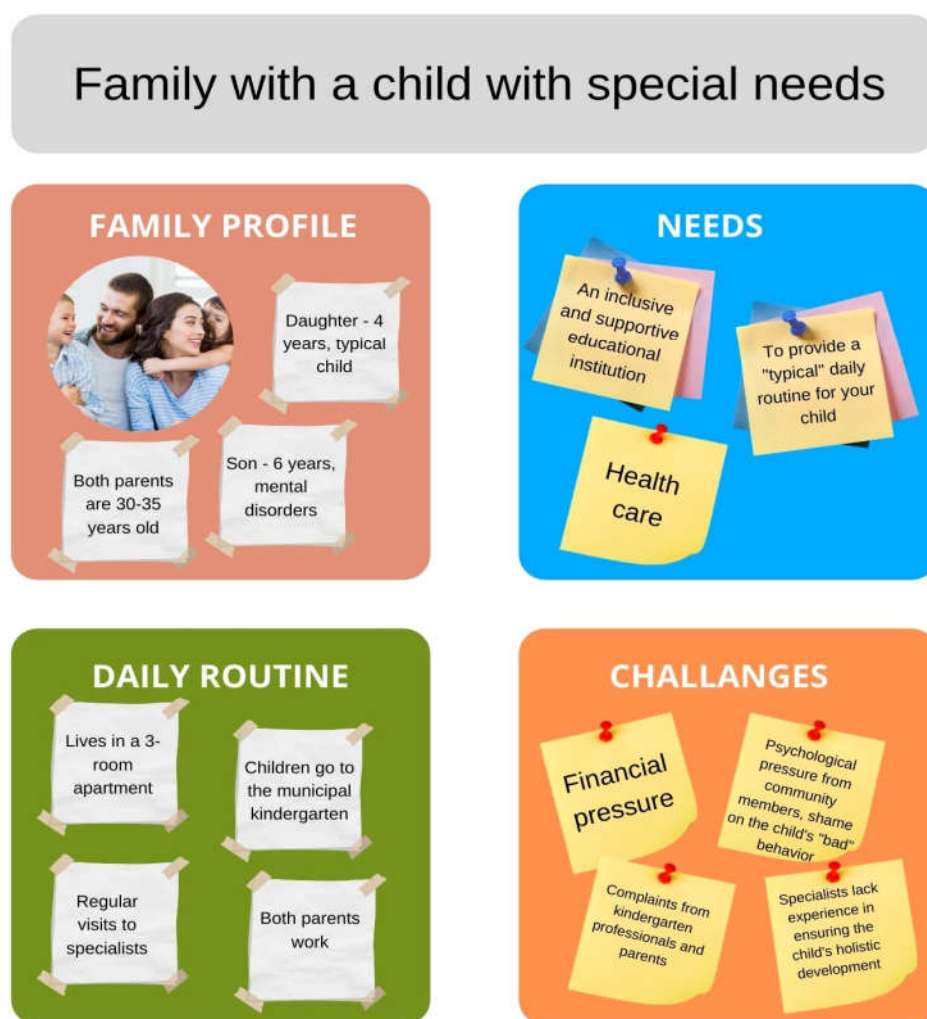 Family with a child with special needs
FAMILY PROFILE
Daughter - 4
years, typical
child
Both parents
are 30-35
years old
Son - 6 years,
mental
disorders
NEEDS
An inclusive
and supportive
educational
institution
To provide a
"typical" daily
routine for your
child
Health
care
DAILY ROUTINE
Lives in a 3-
room
apartment
Children go to
the municipal
kindergarten
Regular
visits to
specialists
Both parents
work
CHALLANGES
Financial
pressure
Psychological
pressure from
community
members, shame
on the child's "bad"
behavior
Complaints from
kindergarten
professionals and
parents
Specialists lack
experience in
ensuring the
child's holistic
development